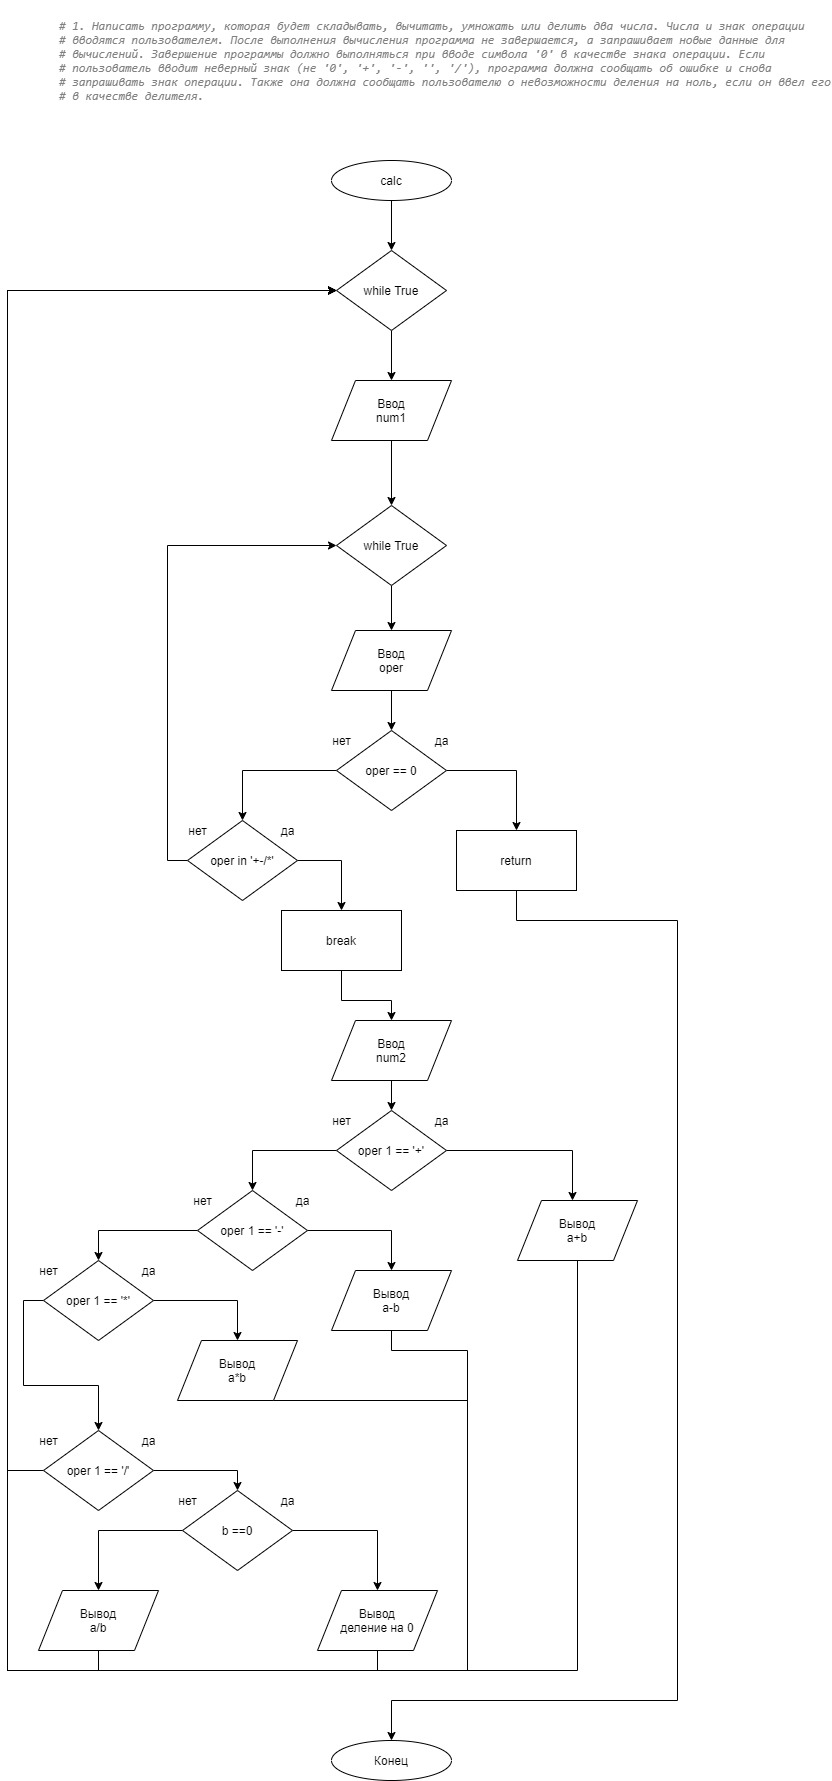 # 1. Написать программу, которая будет складывать, вычитать, умножать или делить два числа. Числа и знак операции
# вводятся пользователем. После выполнения вычисления программа не завершается, а запрашивает новые данные для
# вычислений. Завершение программы должно выполняться при вводе символа '0' в качестве знака операции. Если
# пользователь вводит неверный знак (не '0', '+', '-', '', '/'), программа должна сообщать об ошибке и снова
# запрашивать знак операции. Также она должна сообщать пользователю о невозможности деления на ноль, если он ввел его
# в качестве делителя.
calc
while True
Ввод
num1
while True
Ввод
oper
нет
да
oper == 0
нет
да
oper in '+-/*'
return
break
Ввод
num2
нет
да
oper 1 == '+'
нет
да
oper 1 == '-'
Вывод
a+b
нет
да
oper 1 == '*'
Вывод
a-b
Вывод
a*b
нет
да
oper 1 == '/'
нет
да
b ==0
Вывод
a/b
Вывод
деление на 0
Конец